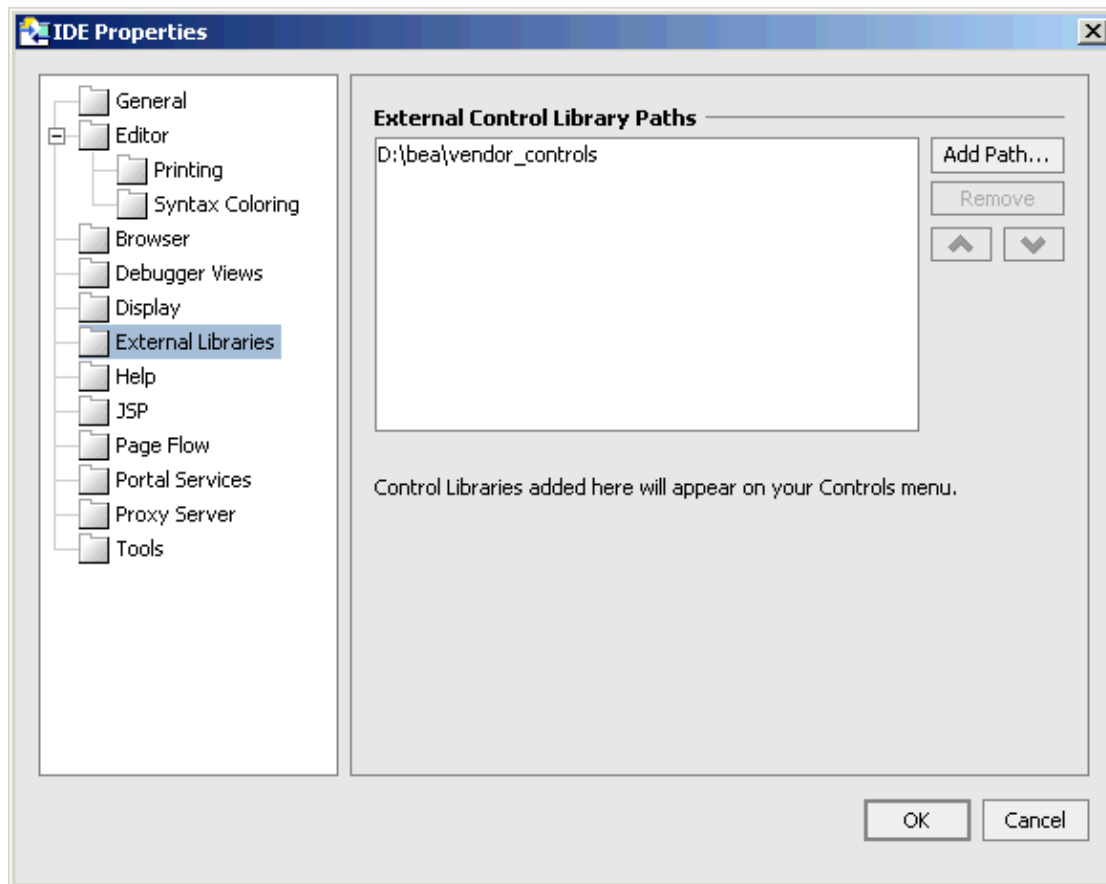 IDE Properties
General
Editor
Printing
Syntax Coloring
Browser
Debugger Views
Display
External Libraries
Help
JSP
Page Flow
Portal Services
Proxy Server
Tools
External Control Library Paths
D:\bea\vendor_controls
Add Path...
Remove
Control Libraries added here will appear on your Controls menu.
OK
Cancel